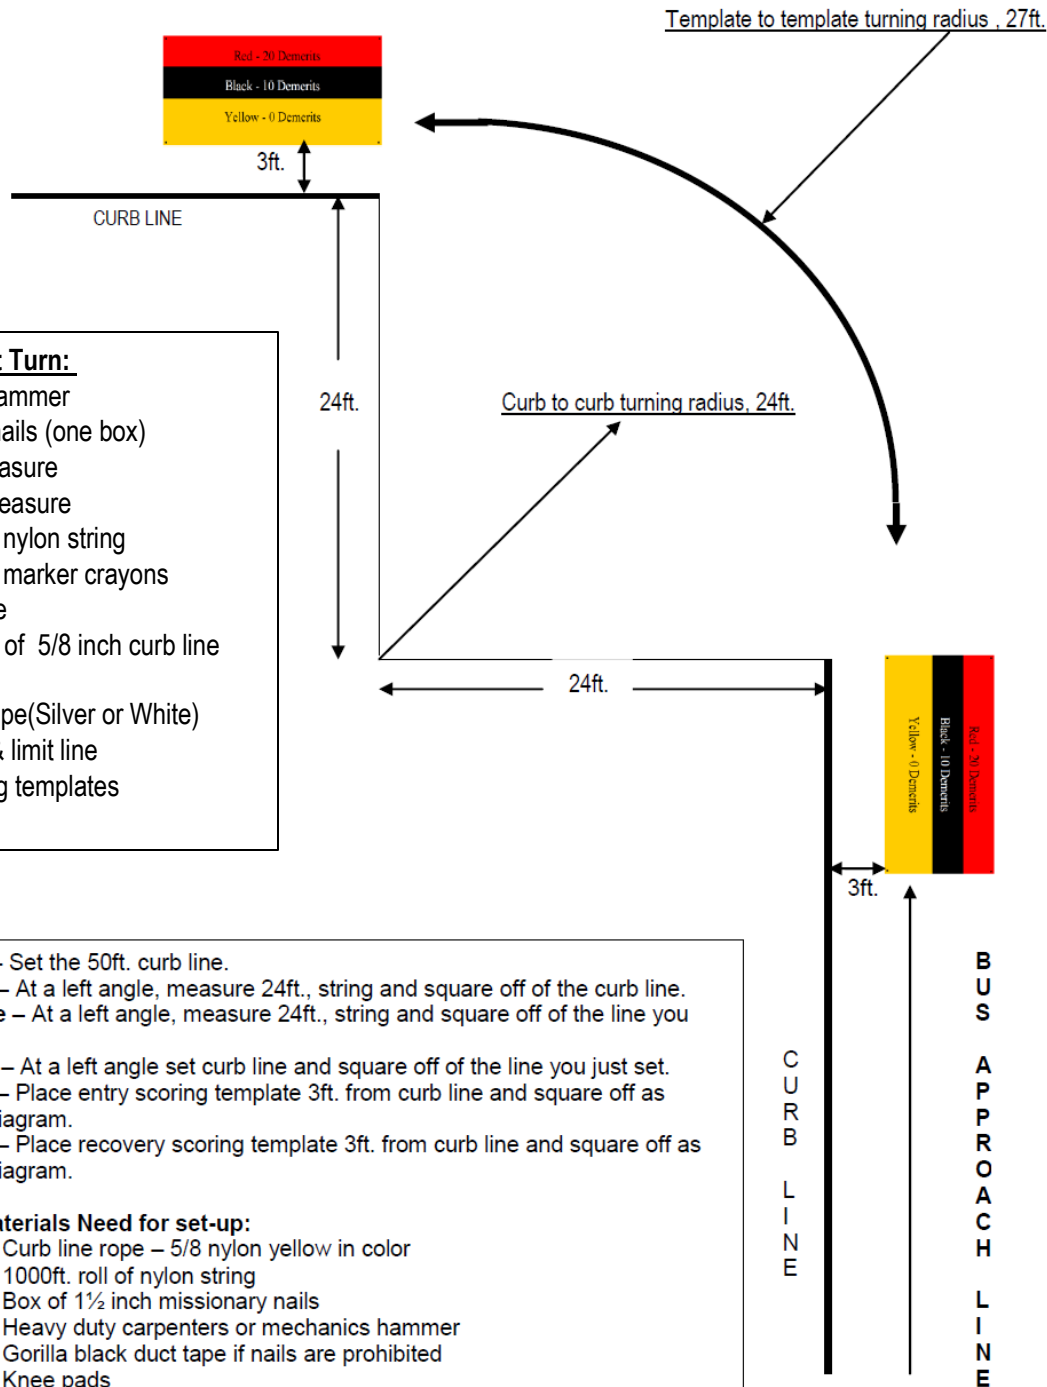 Template to template turning radius , 27ft.
Red - 20 Demerits
Black - 10 Demerits
Yellow - 0 Demerits
3ft.
CURB LINE
Turn:
ails (one box)
nylon string
marker crayons
of 5/8 inch curb line
pe(Silver or White)
limit line
templates
24ft.
Curb to curb turning radius, 24ft.
24ft.
Yellow - 0 Demerits
Black - 10 Demerits
Red - 20 Demerits
3ft.
– Set the 50ft. curb line.
– At a left angle, measure 24ft., string and square off of the curb line.
e – At a left angle, measure 24ft., string and square off of the line you
– At a left angle set curb line and square off of the line you just set.
– Place entry scoring template 3ft. from curb line and square off as
iagram.
– Place recovery scoring template 3ft. from curb line and square off as
iagram.
aterials Need for set-up:
Curb line rope – 5/8 nylon yellow in color
1000ft. roll of nylon string
Box of 1½ inch missionary nails
Heavy duty carpenters or mechanics hammer
Gorilla black duct tape if nails are prohibited
Knee pads
CURB LINE
BUS APPROACH LINE